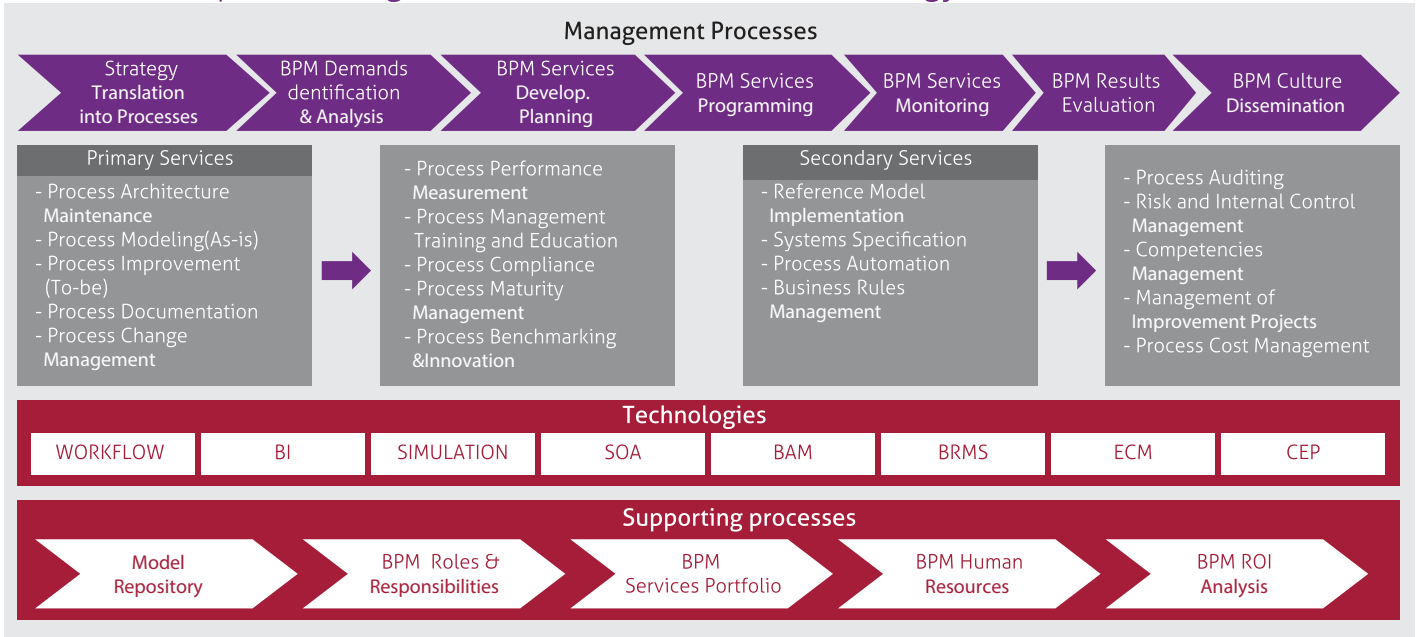 Management Processes
Strategy
Translation
into Processes
BPM Demands
dentification
& Analysis
BPM Services
Develop.
Planning
BPM Services
Programming
BPM Services
Monitoring
BPM Results
Evaluation
BPM Culture
Dissemination
Primary Services
- Process Architecture
Maintenance
- Process Modeling(As-is)
- Process Improvement
(To-be)
- Process Documentation
- Process Change
Management
- Process Performance
Measurement
- Process Management
Training and Education
- Process Compliance
- Process Maturity
Management
- Process Benchmarking
&Innovation
Secondary Services
- Reference Model
Implementation
- Systems Specification
- Process Automation
- Business Rules
Management
- Process Auditing
- Risk and Internal Control
Management
- Competencies
Management
- Management of
Improvement Projects
- Process Cost Management
Technologies
WORKFLOW
BI
SIMULATION
SOA
BAM
BRMS
ECM
CEP
Supporting processes
Model
Repository
BPM Roles &
Responsibilities
BPM
Services Portfolio
BPM Human
Resources
BPM ROI
Analysis